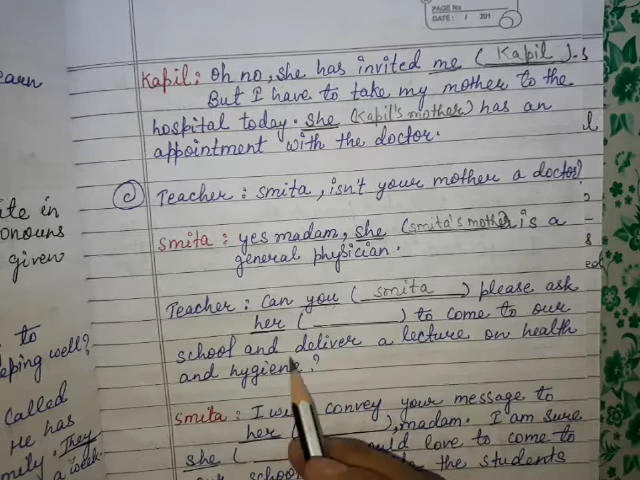 PAGE No
DATE: / / 201
earn
Kapil: Oh no, she has invited me (Kapil).
But I have to take my mother to the
hospital today. she (Kapil's mother) has an
appointment with the doctor.
c) Teacher: smita, isn't your mother a doctor?
ite in
onouns
given
smita: yes madam, she (smita's mother) is a
general physician.
Teacher: Can you (smita) please ask
her (______) to come to our
school and deliver a lecture on health
and hygiene?
to
eping well?
called
He has
mily. They
a week.
smita: I will convey your message to
her ( ), madam. I am sure
she ( ould love to come to
school the students